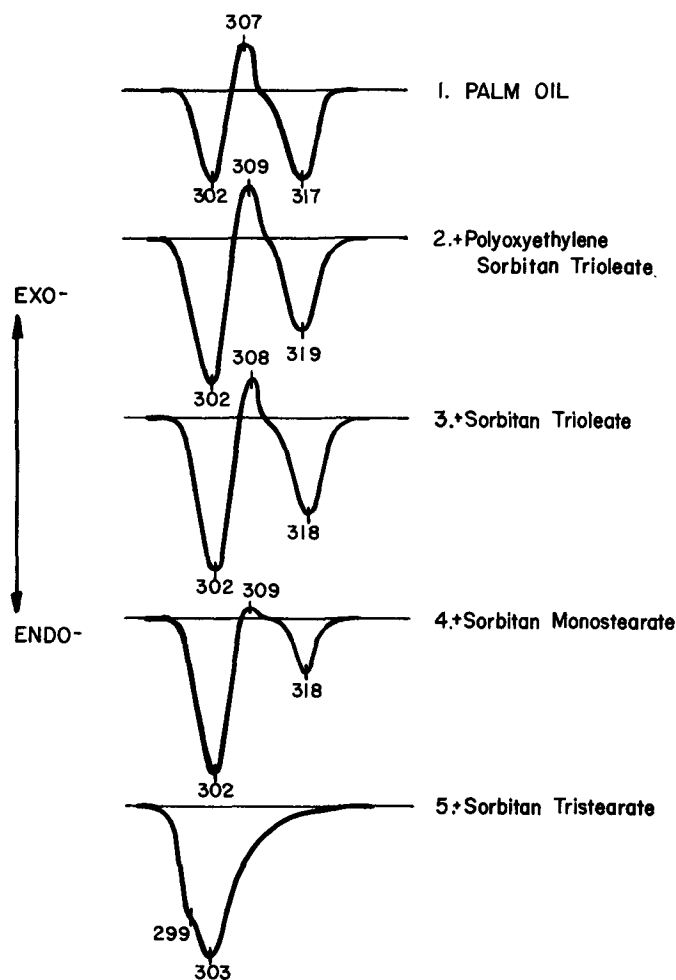 307
1. PALM OIL
302
317
309
2.+Polyoxyethylene
Sorbitan Trioleate.
EXO-
302
319
308
3.+Sorbitan Trioleate
302
318
309
4.+Sorbitan Monostearate
ENDO-
318
302
5.+Sorbitan Tristearate
299
303